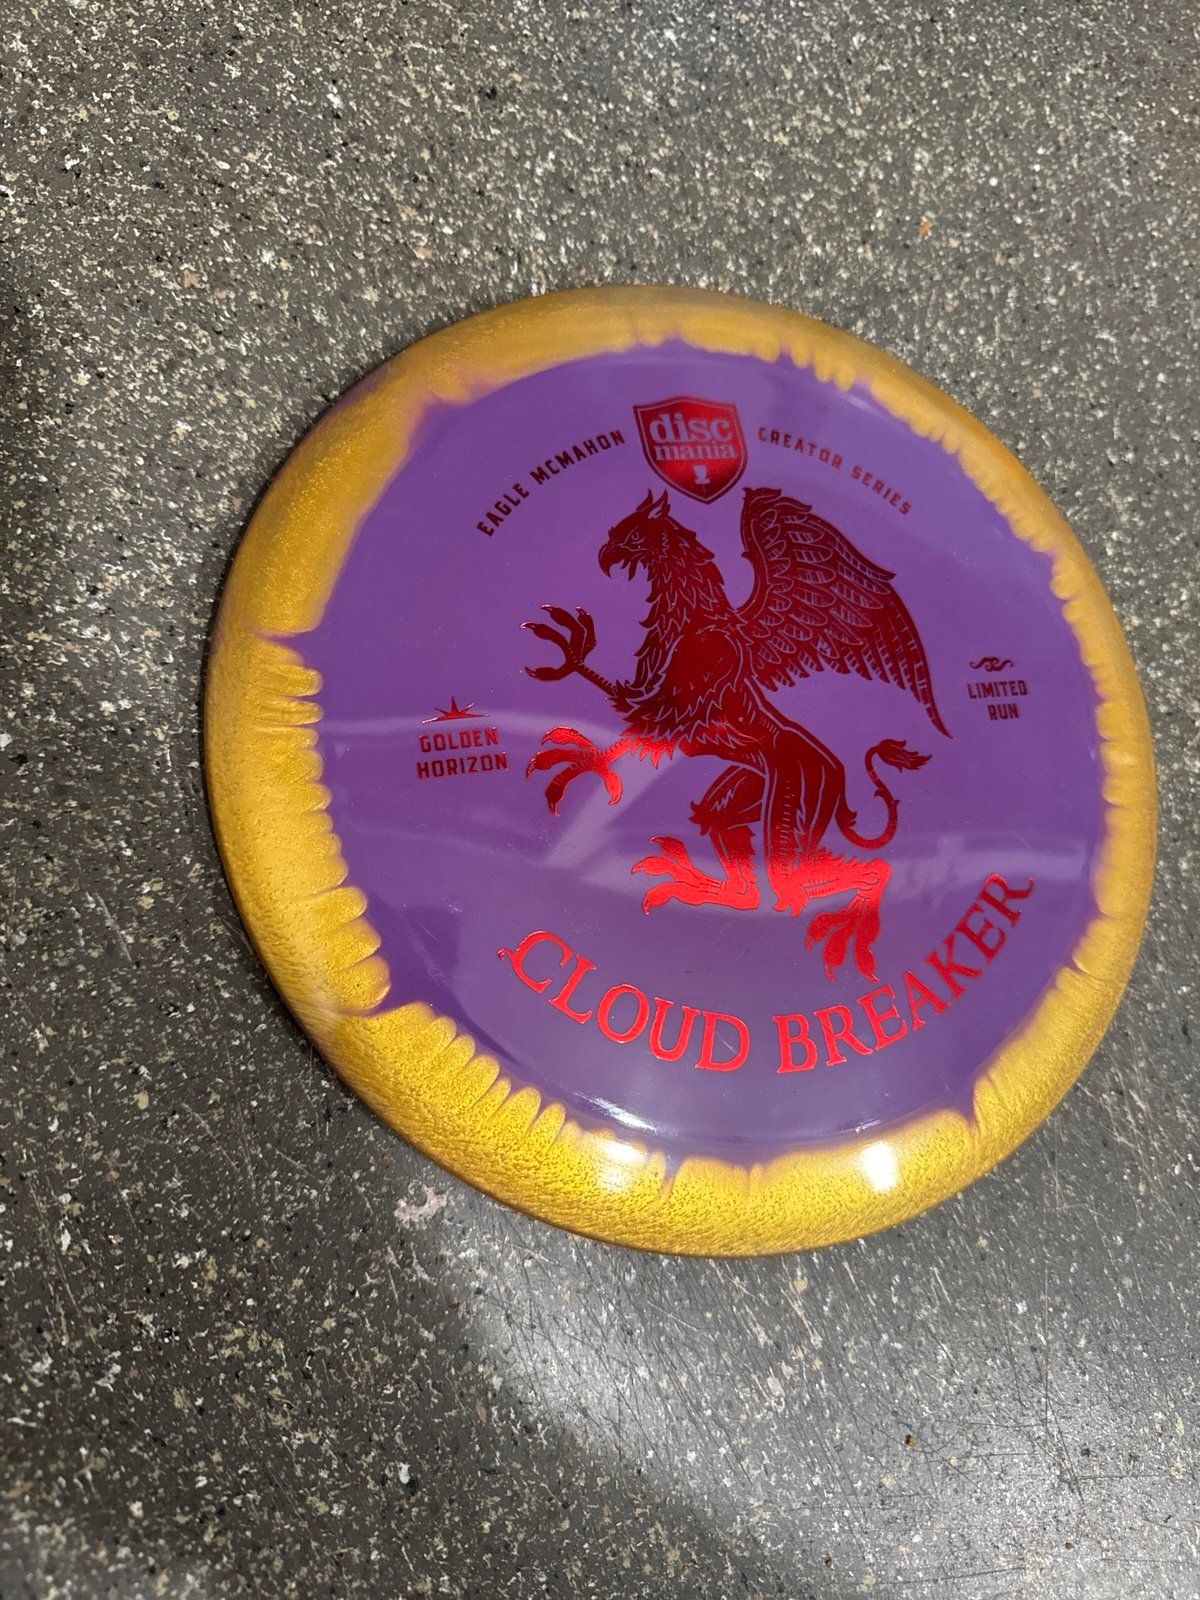 EAGLE MCMAHON
disc
mania
CREATOR SERIES
GOLDEN
HORIZON
LIMITED
RUN
CLOUD BREAKER